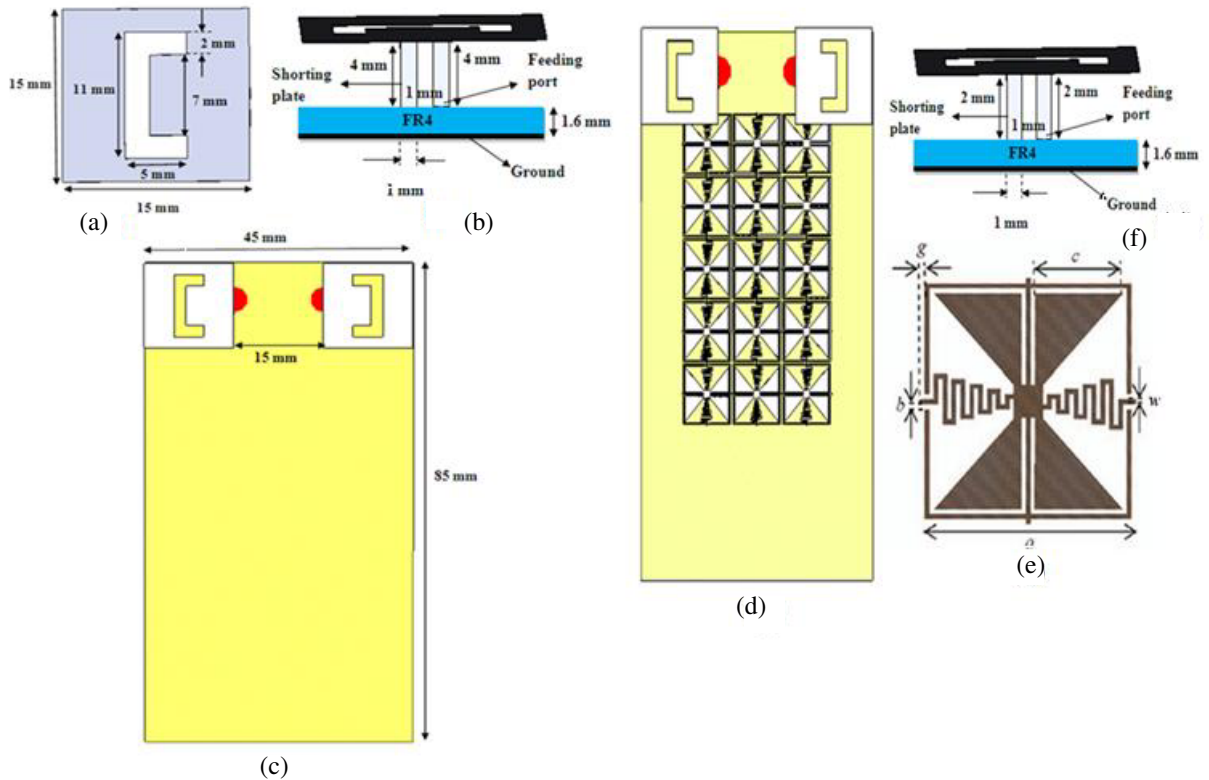 2 mm
15 mm
11 mm
7 mm
5 mm
15 mm
(a)
4 mm
4 mm
Feeding
port
Shorting
plate
1 mm
FR4
1.6 mm
Ground
1 mm
(b)
45 mm
15 mm
85 mm
(c)
(d)
2 mm
2 mm
Feeding
port
Shorting
plate
1 mm
FR4
1.6 mm
Ground
1 mm
(f)
g
c
b
w
(e)